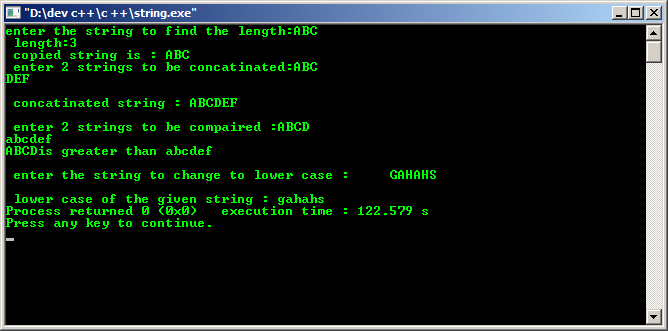 "D:\dev c++\c ++\string.exe"
enter the string to find the length:ABC
length:3
copied string is : ABC
enter 2 strings to be concatinated:ABC
DEF
concatinated string : ABCDEF
enter 2 strings to be compaired :ABCD
abcdef
ABCDis greater than abcdef
enter the string to change to lower case :     GAHAHS
lower case of the given string : gahahs
Process returned 0 (0x0)   execution time : 122.579 s
Press any key to continue.